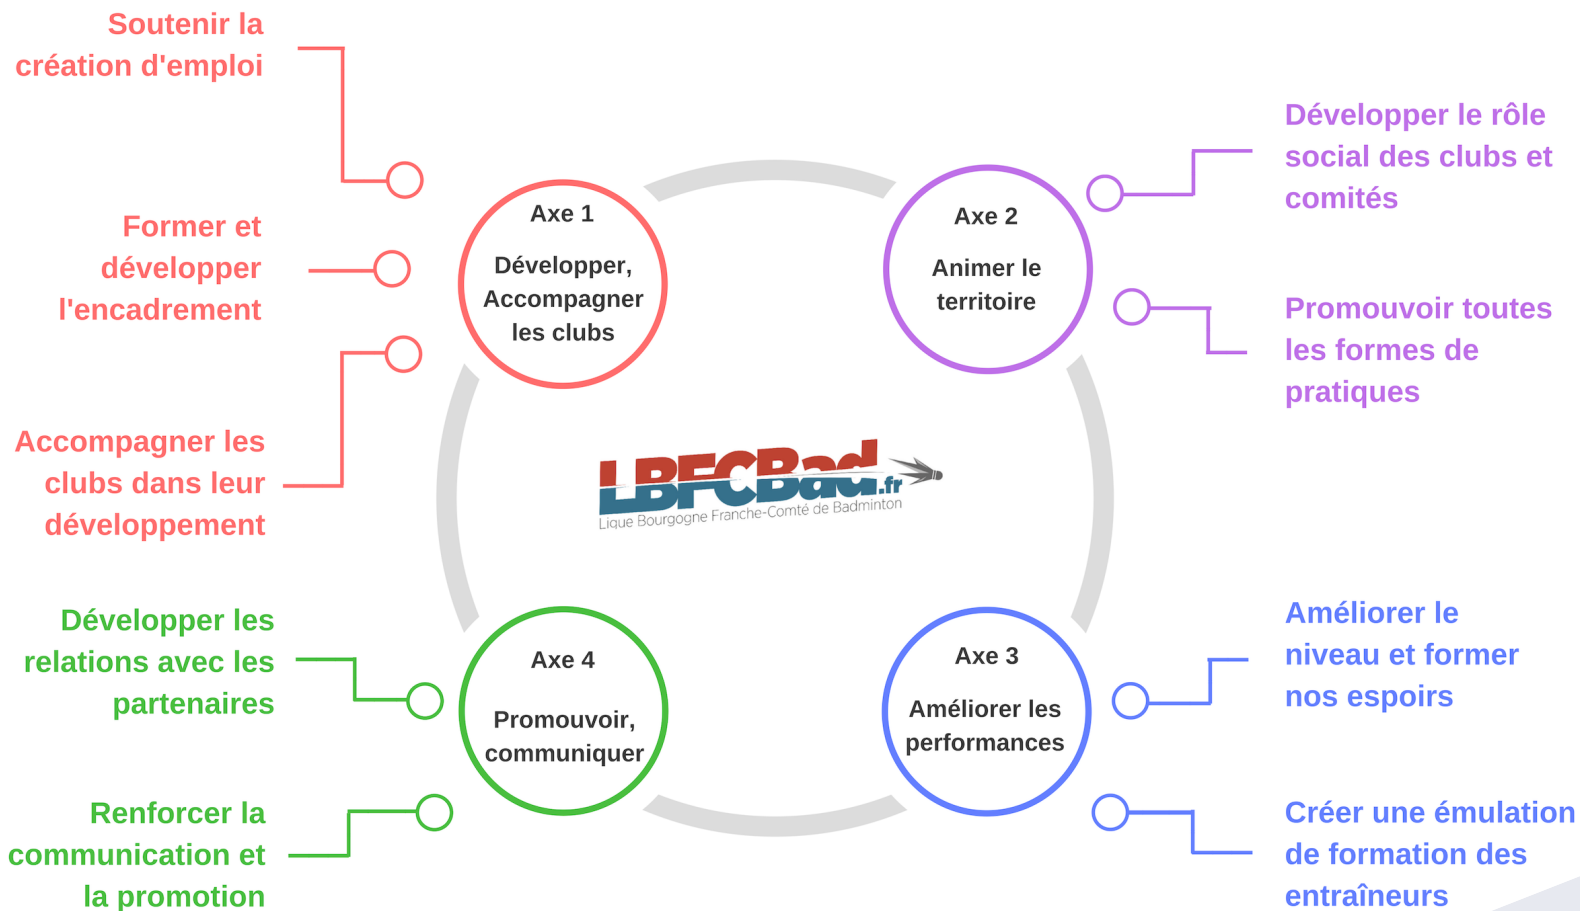 Soutenir la
création d'emploi
Former et
développer
l'encadrement
Accompagner les
clubs dans leur
développement
Axe 1
Développer,
Accompagner
les clubs
Axe 2
Animer le
territoire
Développer le rôle
social des clubs et
comités
Promouvoir toutes
les formes de
pratiques
LBFCBad.fr
Ligue Bourgogne Franche-Comté de Badminton
Développer les
relations avec les
partenaires
Renforcer la
communication et
la promotion
Axe 4
Promouvoir,
communiquer
Axe 3
Améliorer les
performances
Améliorer le
niveau et former
nos espoirs
Créer une émulation
de formation des
entraîneurs